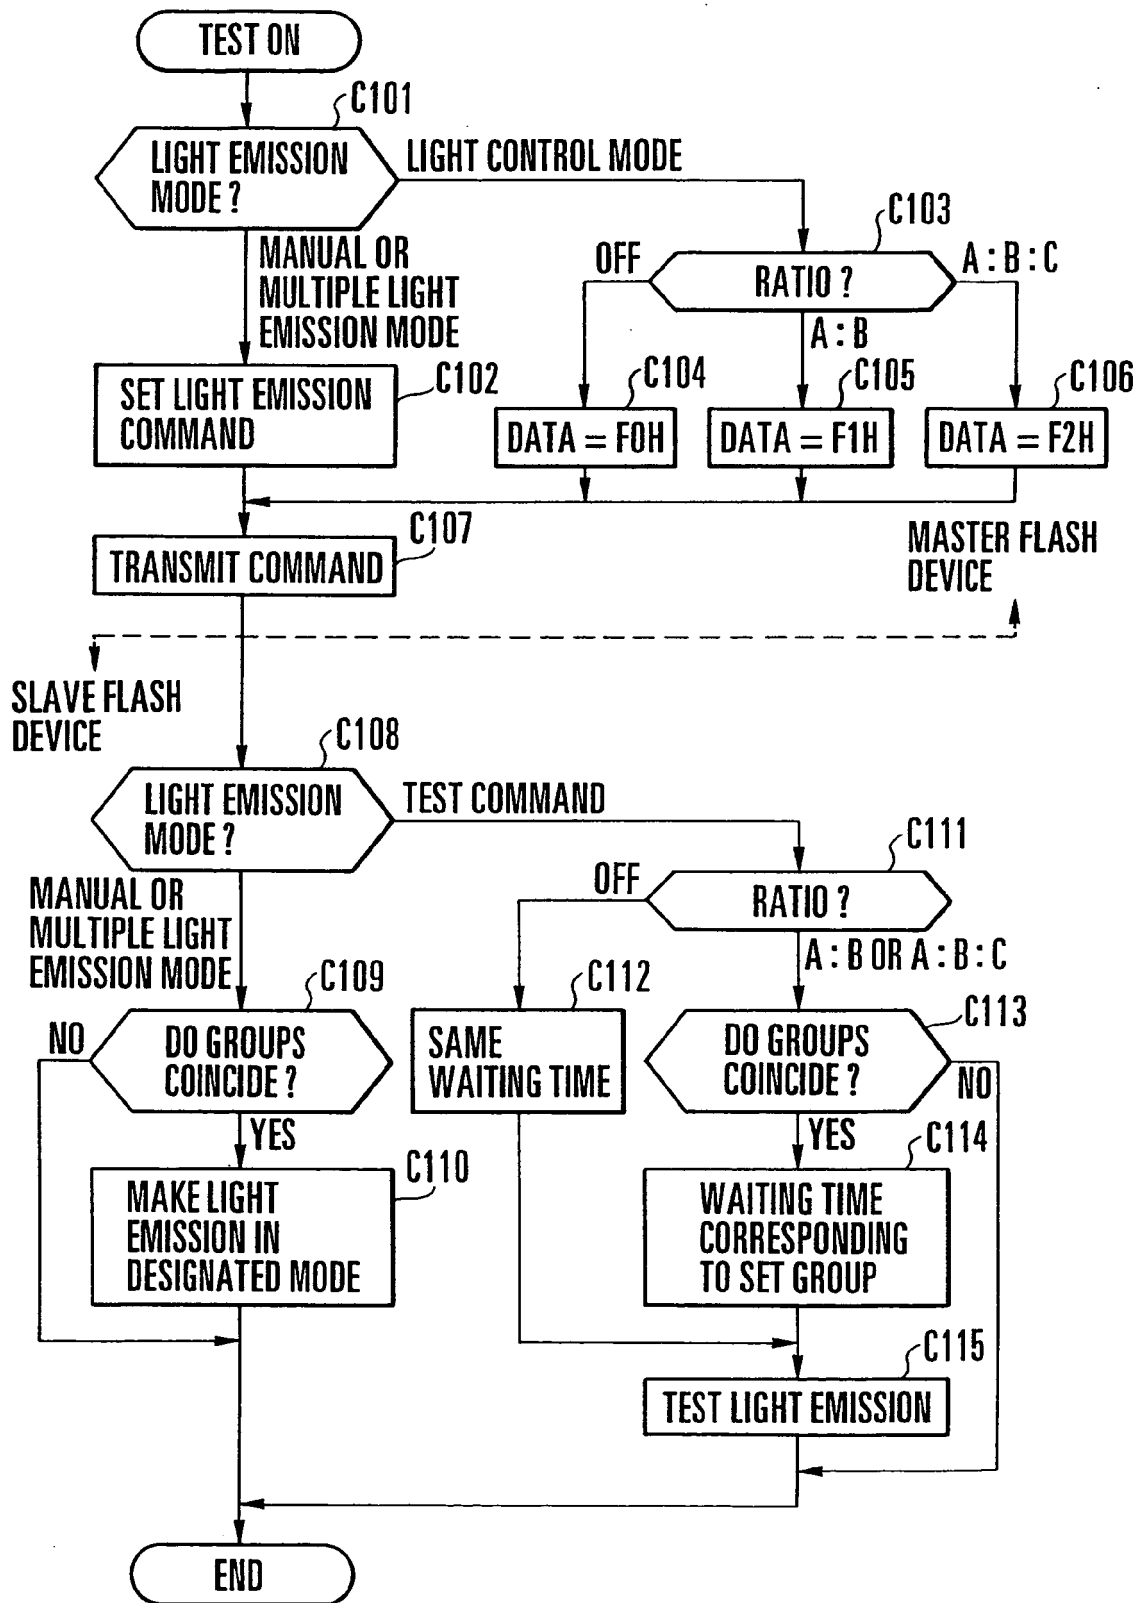 TEST ON
C101
LIGHT EMISSION
MODE ?
LIGHT CONTROL MODE
MANUAL OR
MULTIPLE LIGHT
EMISSION MODE
C103
OFF
RATIO ?
A : B : C
A : B
C102
SET LIGHT EMISSION
COMMAND
C104
DATA = F0H
C105
DATA = F1H
C106
DATA = F2H
C107
TRANSMIT COMMAND
MASTER FLASH
DEVICE
SLAVE FLASH
DEVICE
C108
LIGHT EMISSION
MODE ?
TEST COMMAND
MANUAL OR
MULTIPLE LIGHT
EMISSION MODE
C111
OFF
RATIO ?
A : B OR A : B : C
C109
NO
DO GROUPS
COINCIDE ?
YES
C112
SAME
WAITING TIME
C113
DO GROUPS
COINCIDE ?
NO
YES
C110
MAKE LIGHT
EMISSION IN
DESIGNATED MODE
C114
WAITING TIME
CORRESPONDING
TO SET GROUP
C115
TEST LIGHT EMISSION
END